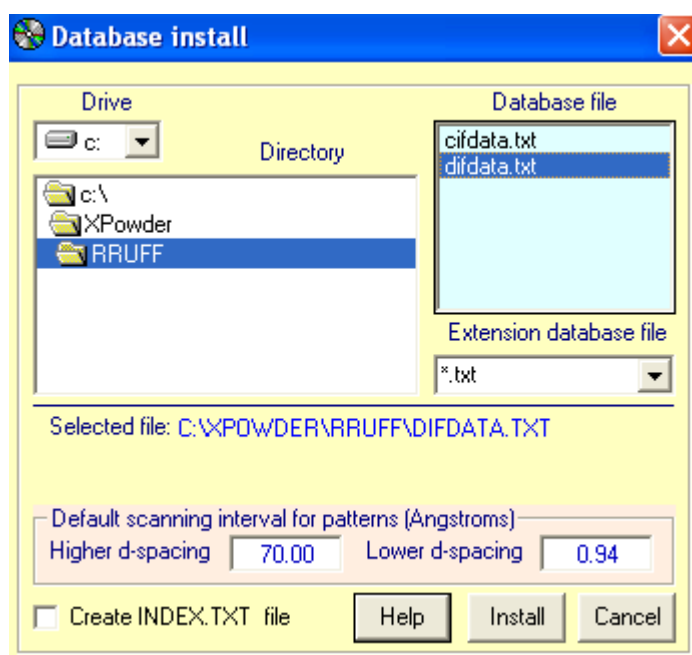 Database install
Drive
Database file
c:
Directory
cifdata.txt
difdata.txt
c:\
XPowder
RRUFF
Extension database file
*.txt
Selected file: C:\XPOWDER\RRUFF\DIFDATA.TXT
Default scanning interval for patterns (Angstroms)
Higher d-spacing 70.00 Lower d-spacing 0.94
Create INDEX.TXT file Help Install Cancel